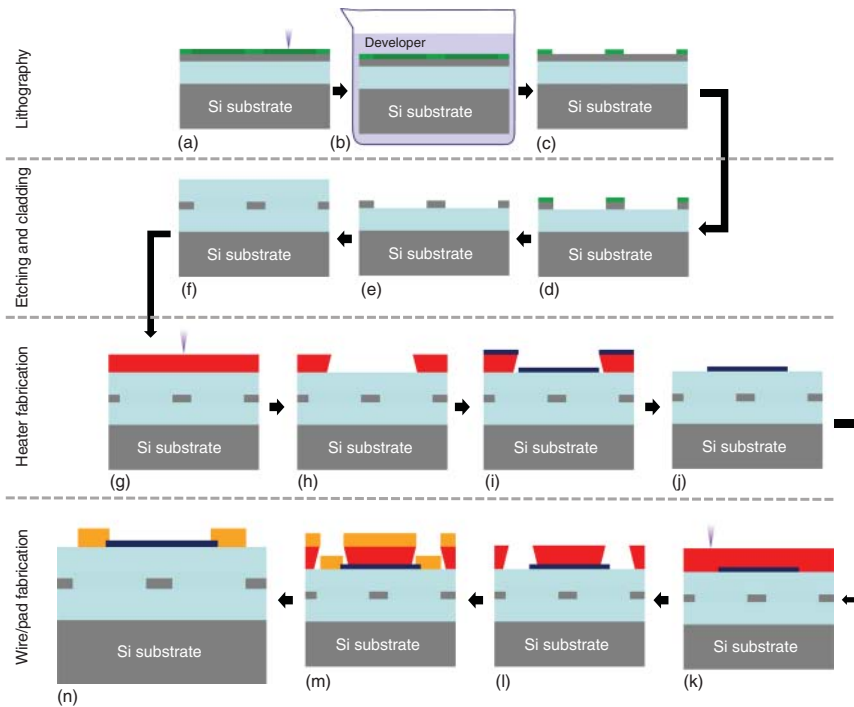 Lithography
Developer
Si substrate
Si substrate
Si substrate
(a)
(b)
(c)
Etching and cladding
Si substrate
Si substrate
Si substrate
(f)
(e)
(d)
Heater fabrication
Si substrate
Si substrate
Si substrate
Si substrate
(g)
(h)
(i)
(j)
Wire/pad fabrication
Si substrate
Si substrate
Si substrate
Si substrate
(n)
(m)
(l)
(k)